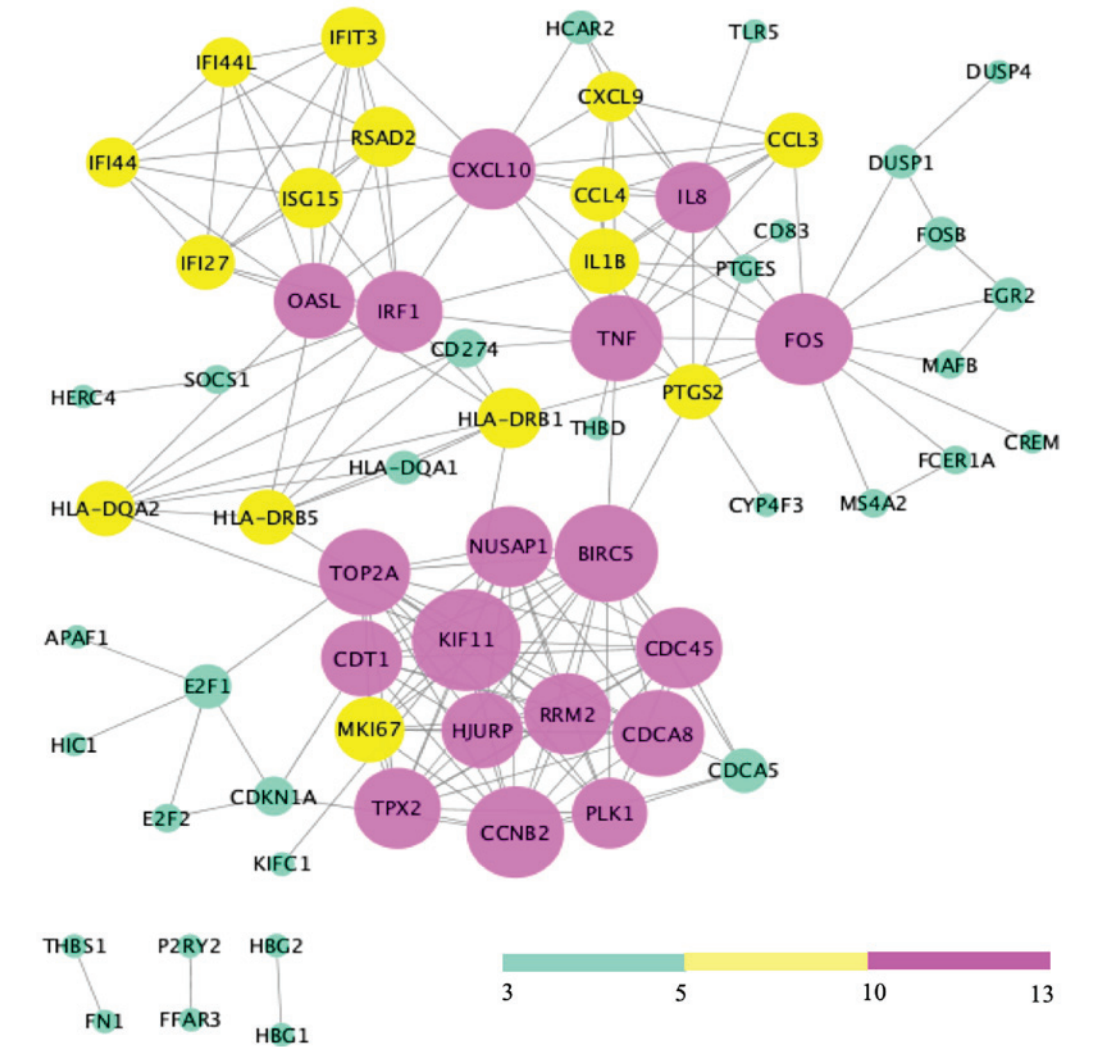 HCAR2
TLR5
IFIT3
IFI44L
DUSP4
CXCL9
RSAD2
CCL3
IFI44
CXCL10
DUSP1
ISG15
CCL4
IL8
CD83
FOSB
IFI27
IL1B
PTGES
EGR2
OASL
IRF1
TNF
FOS
CD274
MAFB
SOCS1
HERC4
PTGS2
HLA-DRB1
THBD
CREM
HLA-DQA1
FCER1A
HLA-DQA2
HLA-DRB5
CYP4F3
MS4A2
NUSAP1
BIRC5
TOP2A
APAF1
KIF11
CDC45
CDT1
E2F1
HIC1
MKI67
HJURP
RRM2
CDCA8
CDCA5
CDKN1A
E2F2
TPX2
CCNB2
PLK1
KIFC1
THBS1
P2RY2
HBG2
FN1
FFAR3
HBG1
3 5 10 13